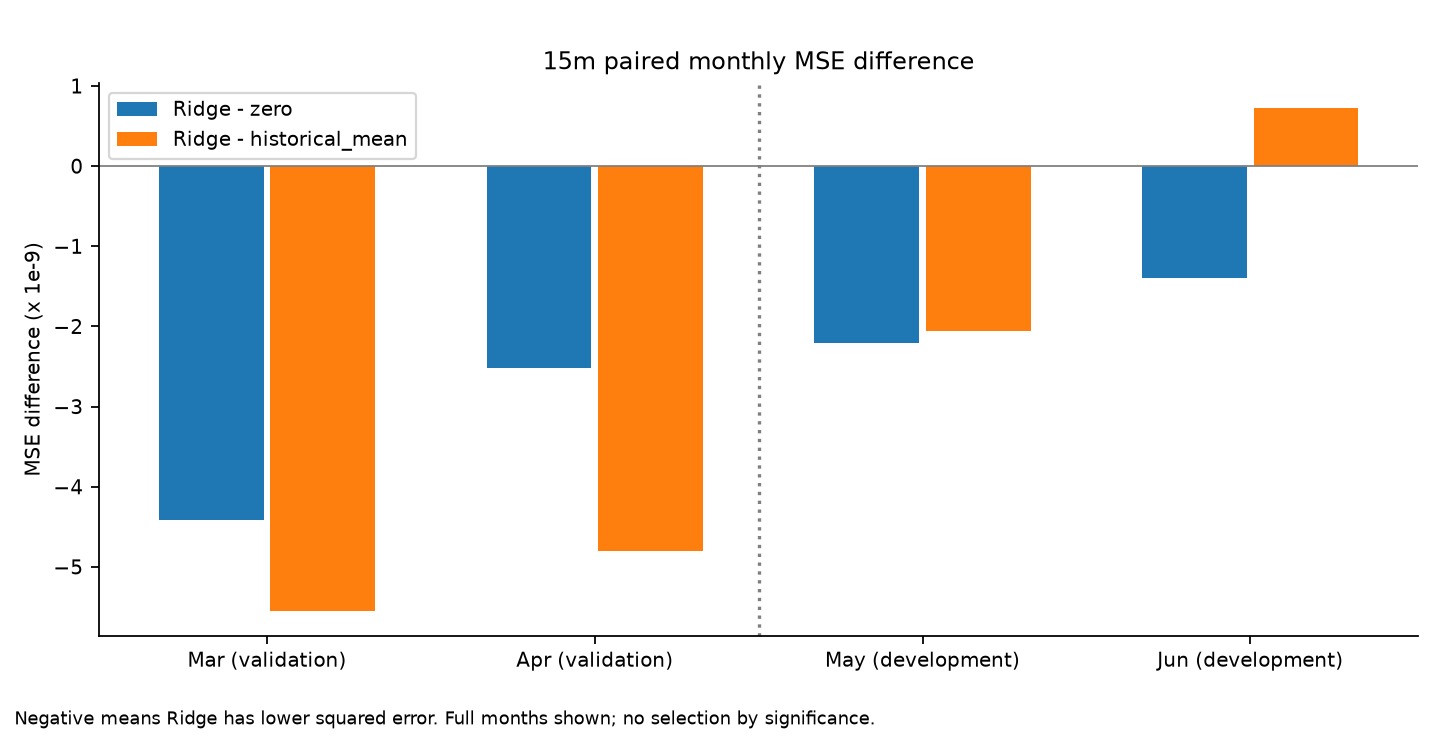 15m paired monthly MSE difference
Ridge - zero
Ridge - historical_mean
MSE difference (x 1e-9)
1
0
−1
−2
−3
−4
−5
Mar (validation)
Apr (validation)
May (development)
Jun (development)
Negative means Ridge has lower squared error. Full months shown; no selection by significance.